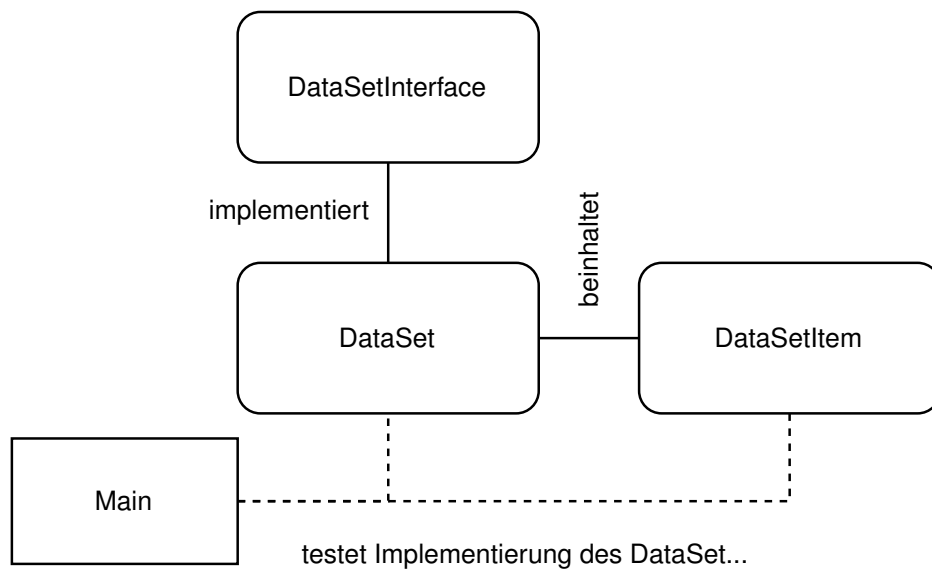 DataSetInterface
implementiert
beinhaltet
DataSet
DataSetItem
Main
testet Implementierung des DataSet...